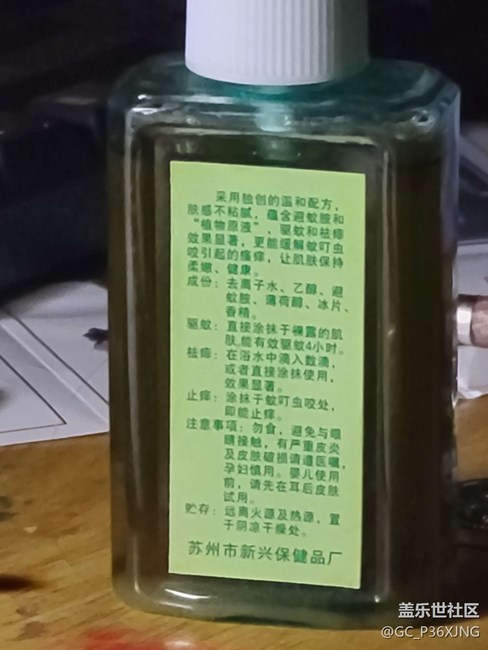 采用独创的温和配方，
肤感不粘腻，蕴含避蚊胺和
“植物原液”，驱蚊和祛痱
效果显著，更能缓解蚊叮虫
咬引起的瘙痒，让肌肤保持
柔嫩、健康。
成份：去离子水、乙醇、避
蚊胺、薄荷醇、冰片、
香精。
驱蚊：直接涂抹于裸露的肌
肤，能有效驱蚊4小时。
祛痱：在浴水中滴入数滴，
或者直接涂抹使用，
效果显著。
止痒：涂抹于蚊叮虫咬处，
即能止痒。
注意事项：勿食，避免与眼
睛接触，有严重皮炎
及皮肤破损请遵医嘱，
孕妇慎用。婴儿使用
前，请先在耳后皮肤
试用。
贮存：远离火源及热源，置
于阴凉干燥处。
苏州市新兴保健品厂
盖乐世社区
@GC_P36XJNG